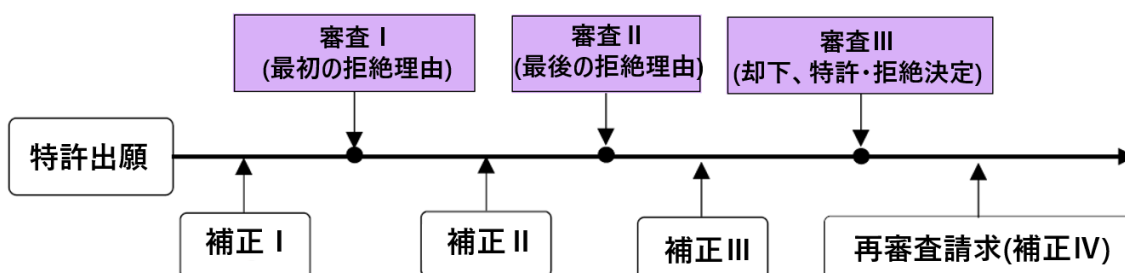 審査Ⅰ
(最初の拒絶理由)
審査Ⅱ
(最後の拒絶理由)
審査Ⅲ
(却下、特許・拒絶決定)
特許出願
補正Ⅰ
補正Ⅱ
補正Ⅲ
再審査請求(補正Ⅳ)